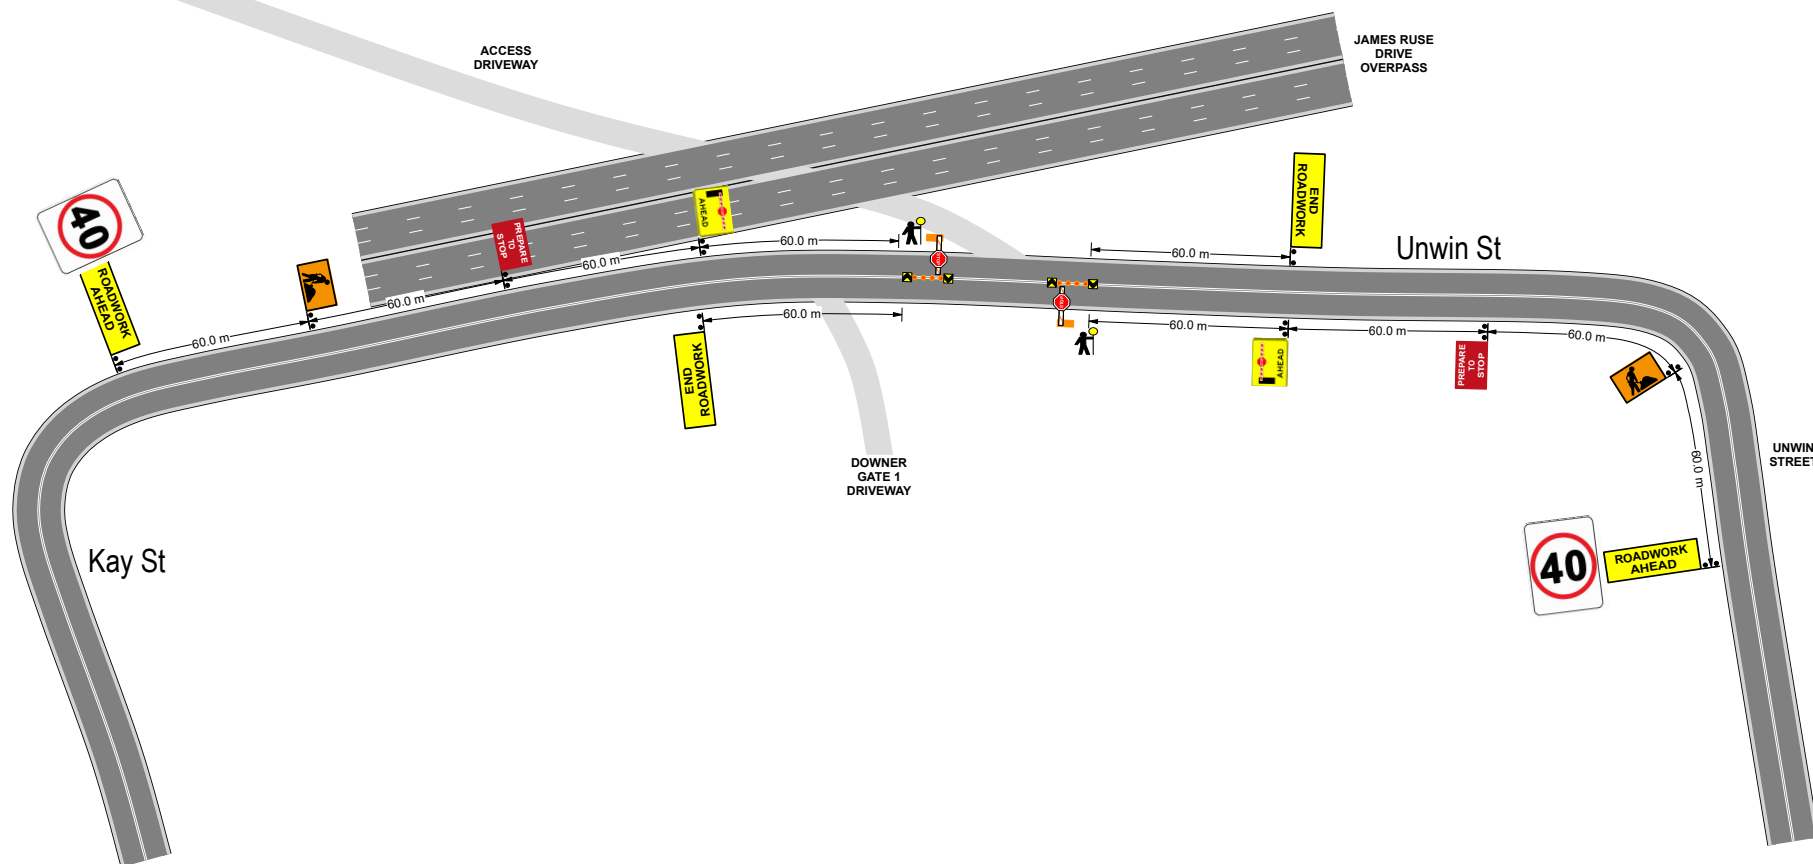 ACCESS
DRIVEWAY
JAMES RUSE
DRIVE
OVERPASS
40
ROADWORK
AHEAD
60.0 m
60.0 m
PREPARE
TO
STOP
60.0 m
AHEAD
60.0 m
60.0 m
END
ROADWORK
60.0 m
END
ROADWORK
Unwin St
60.0 m
AHEAD
60.0 m
PREPARE
TO
STOP
60.0 m
60.0 m
UNWIN
STREET
40
ROADWORK
AHEAD
DOWNER
GATE 1
DRIVEWAY
Kay St